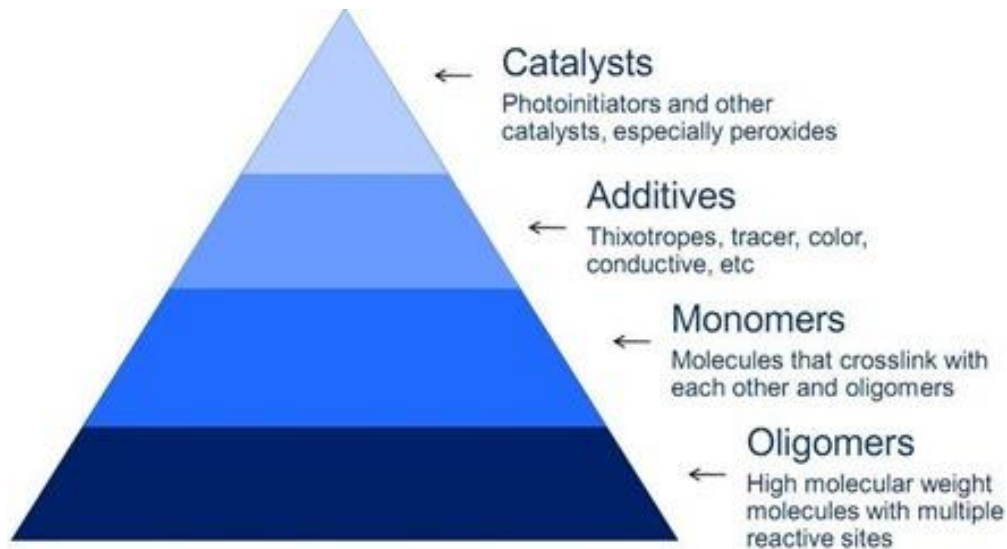 Catalysts
Photoinitiators and other
catalysts, especially peroxides
Additives
Thixotropes, tracer, color,
conductive, etc
Monomers
Molecules that crosslink with
each other and oligomers
Oligomers
High molecular weight
molecules with multiple
reactive sites